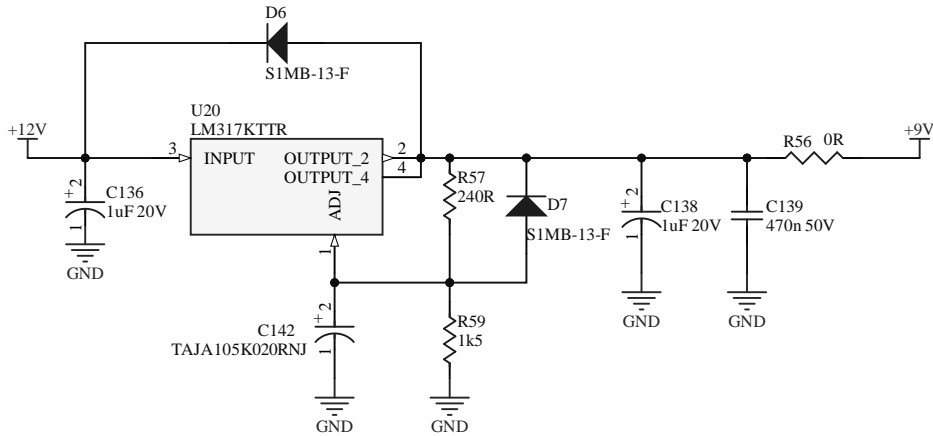 D6
S1MB-13-F
U20
LM317KTTR
+12V
3
INPUT
OUTPUT_2
2
OUTPUT_4
4
ADJ
1
R57
240R
D7
S1MB-13-F
R56
0R
+9V
+
2
C136
1uF 20V
1
GND
+
2
C138
1uF 20V
1
GND
C139
470n 50V
GND
+
2
C142
TAJA105K020RNJ
1
GND
R59
1k5
GND